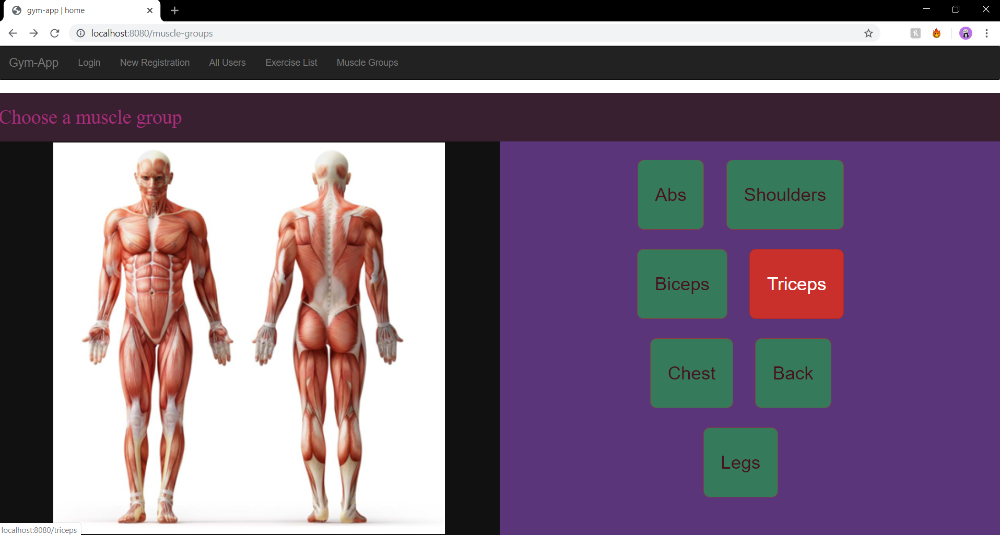 gym-app | home
localhost:8080/muscle-groups
Gym-App Login New Registration All Users Exercise List Muscle Groups
Choose a muscle group
Abs Shoulders
Biceps Triceps
Chest Back
Legs
localhost:8080/triceps